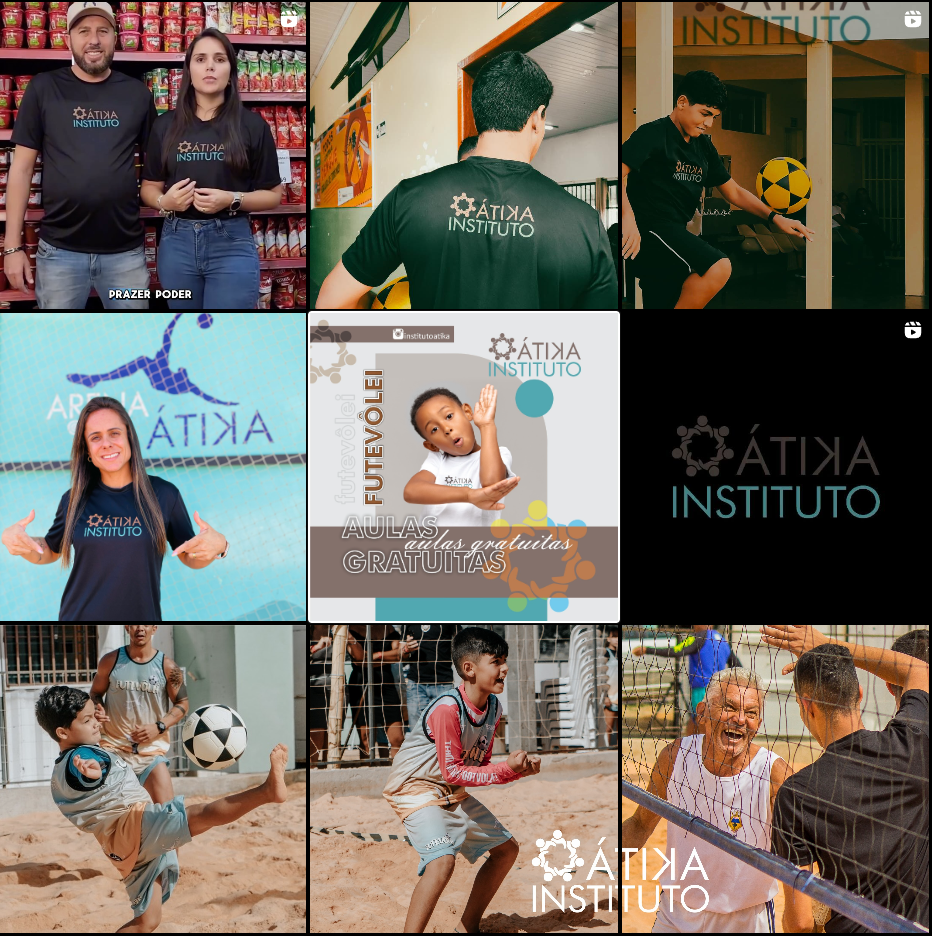 ÁTIKA
INSTITUTO
ÁTIKA
INSTITUTO
PRAZER PODER
ÁTIKA
INSTITUTO
INSTITUTO
ÁTIKA
INSTITUTO
ARENA
ÁTIKA
ÁTIKA
INSTITUTO
institutoatika
ÁTIKA
INSTITUTO
futevôlei
FUTEVÔLEI
ÁTIKA
AULAS
aulas gratuitas
GRATUITAS
ÁTIKA
INSTITUTO
FUTEVÔLEI
ÁTIKA
INSTITUTO